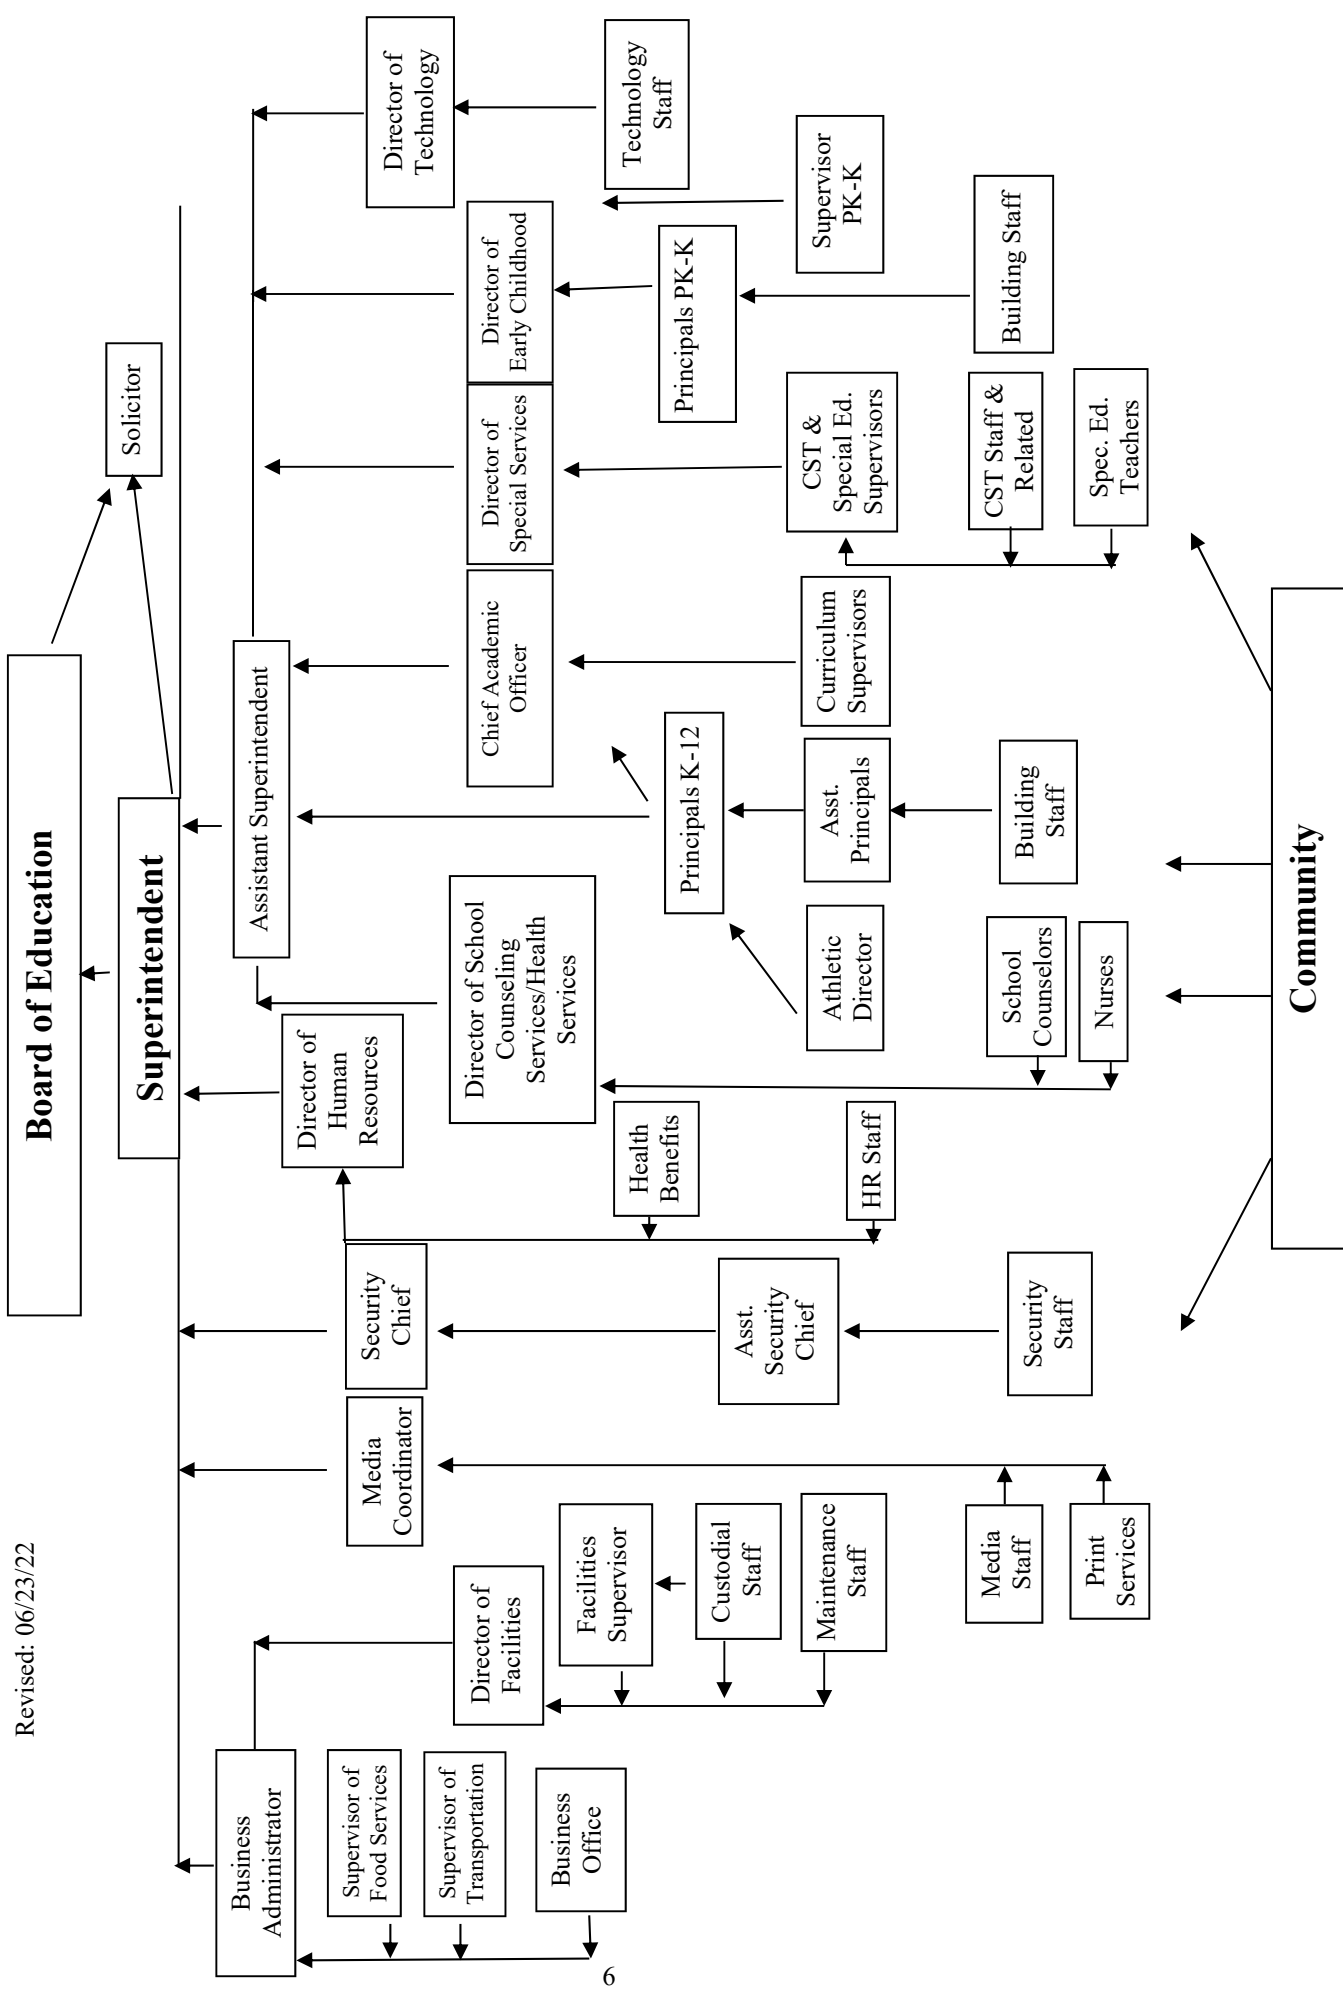 Revised: 06/23/22
Board of Education
Solicitor
Superintendent
Business
Administrator
Assistant Superintendent
Director of
Human
Resources
Supervisor of
Food Services
Media
Coordinator
Security
Chief
Director of
Technology
Supervisor of
Transportation
Director of
Facilities
Director of School
Counseling
Services/Health
Services
Chief Academic
Officer
Director of
Special Services
Director of
Early Childhood
Business
Office
Facilities
Supervisor
Health
Benefits
Technology
Staff
Custodial
Staff
Asst.
Security
Chief
Principals K-12
Principals PK-K
Maintenance
Staff
HR Staff
Athletic
Director
Asst.
Principals
Curriculum
Supervisors
CST &
Special Ed.
Supervisors
Supervisor
PK-K
Media
Staff
Security
Staff
School
Counselors
Building
Staff
CST Staff &
Related
Building Staff
Print
Services
Nurses
Spec. Ed.
Teachers
Community
6